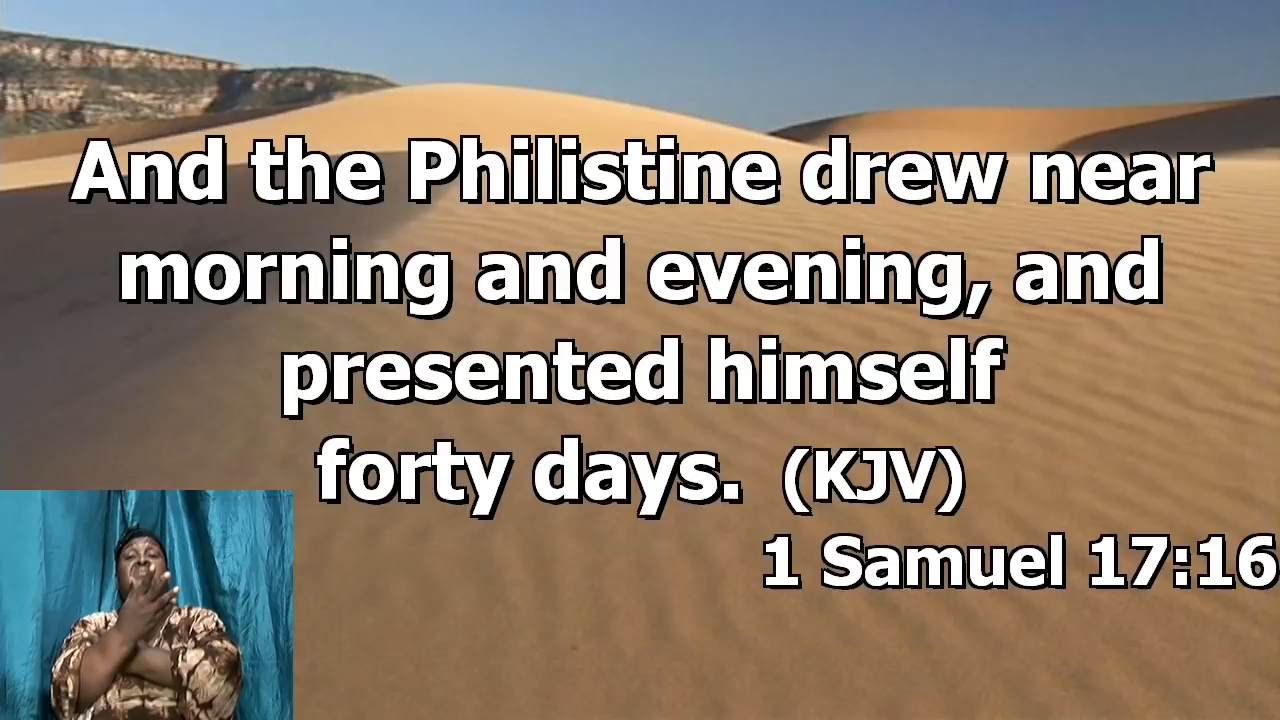 And the Philistine drew near
morning and evening, and
presented himself
forty days. (KJV)
1 Samuel 17:16